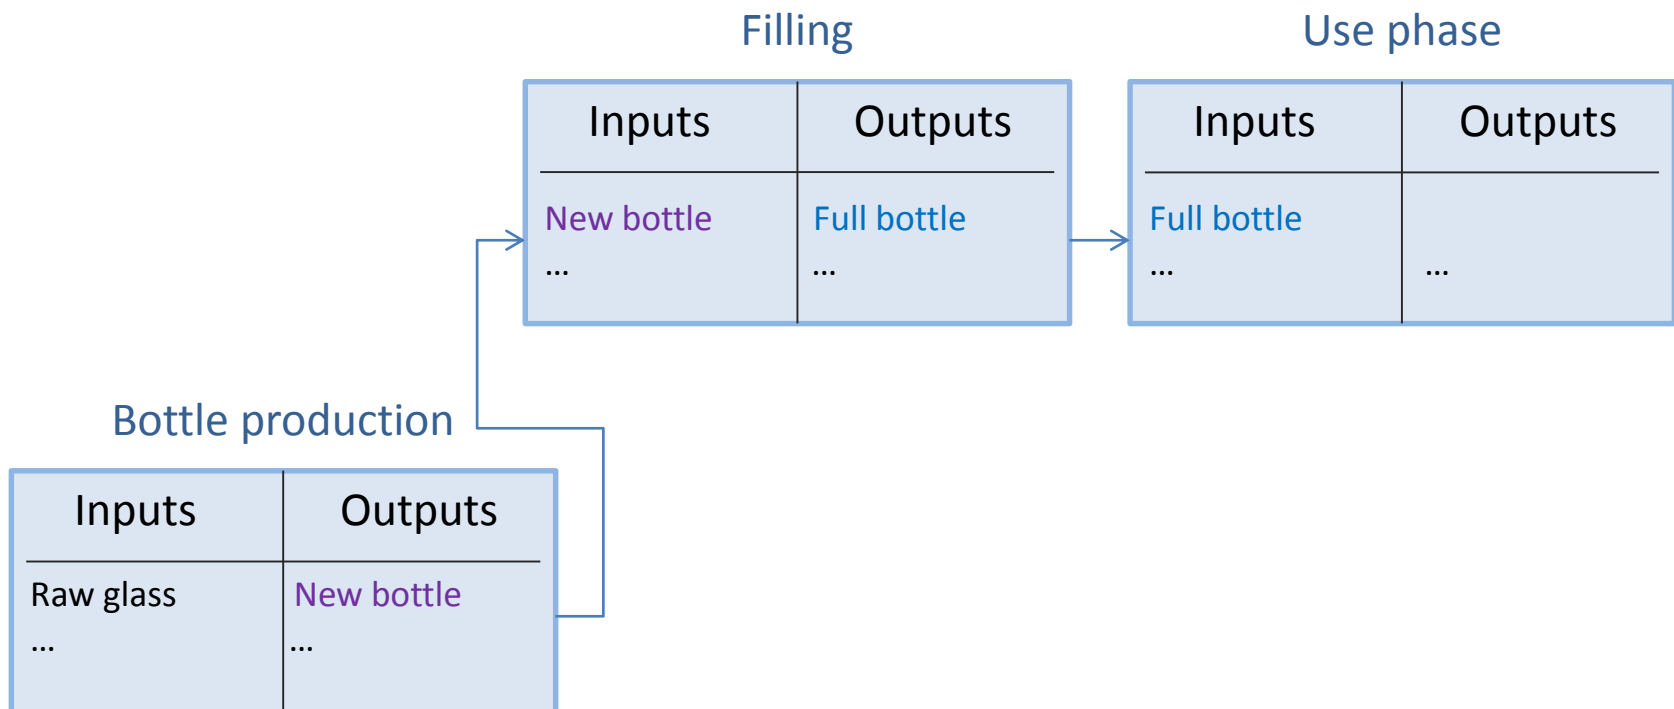 Filling
Use phase
Inputs Outputs
New bottle Full bottle
... ...
Inputs Outputs
Full bottle
... ...
Bottle production
Inputs Outputs
Raw glass New bottle
... ...